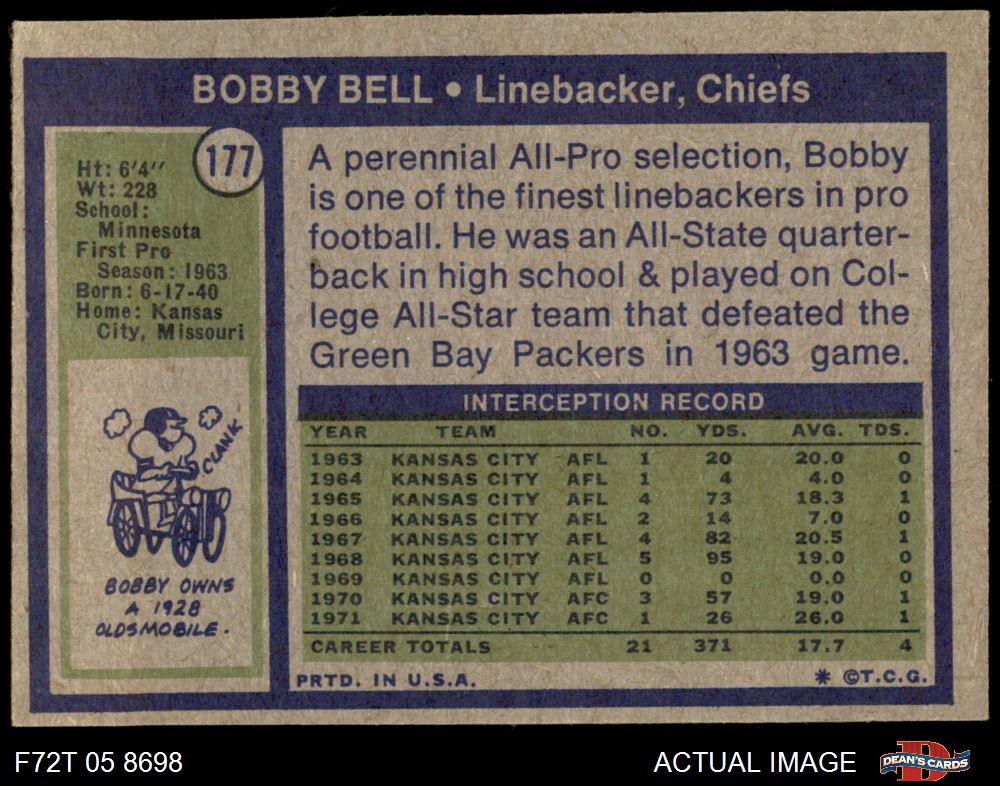 BOBBY BELL • Linebacker, Chiefs
177
Ht: 6'4''
Wt: 228
School:
Minnesota
First Pro
Season: 1963
Born: 6-17-40
Home: Kansas
City, Missouri
CLANK
BOBBY OWNS
A 1928
OLDSMOBILE.
A perennial All-Pro selection, Bobby
is one of the finest linebackers in pro
football. He was an All-State quarter-
back in high school & played on Col-
lege All-Star team that defeated the
Green Bay Packers in 1963 game.
INTERCEPTION RECORD
YEAR TEAM NO. YDS. AVG. TDS.
1963 KANSAS CITY AFL 1 20 20.0 0
1964 KANSAS CITY AFL 1 4 4.0 0
1965 KANSAS CITY AFL 4 73 18.3 1
1966 KANSAS CITY AFL 2 14 7.0 0
1967 KANSAS CITY AFL 4 82 20.5 1
1968 KANSAS CITY AFL 5 95 19.0 0
1969 KANSAS CITY AFL 0 0 0.0 0
1970 KANSAS CITY AFC 3 57 19.0 1
1971 KANSAS CITY AFC 1 26 26.0 1
CAREER TOTALS 21 371 17.7 4
PRTD. IN U.S.A. * ©T.C.G.
F72T 05 8698 ACTUAL IMAGE D DEAN'S CARDS